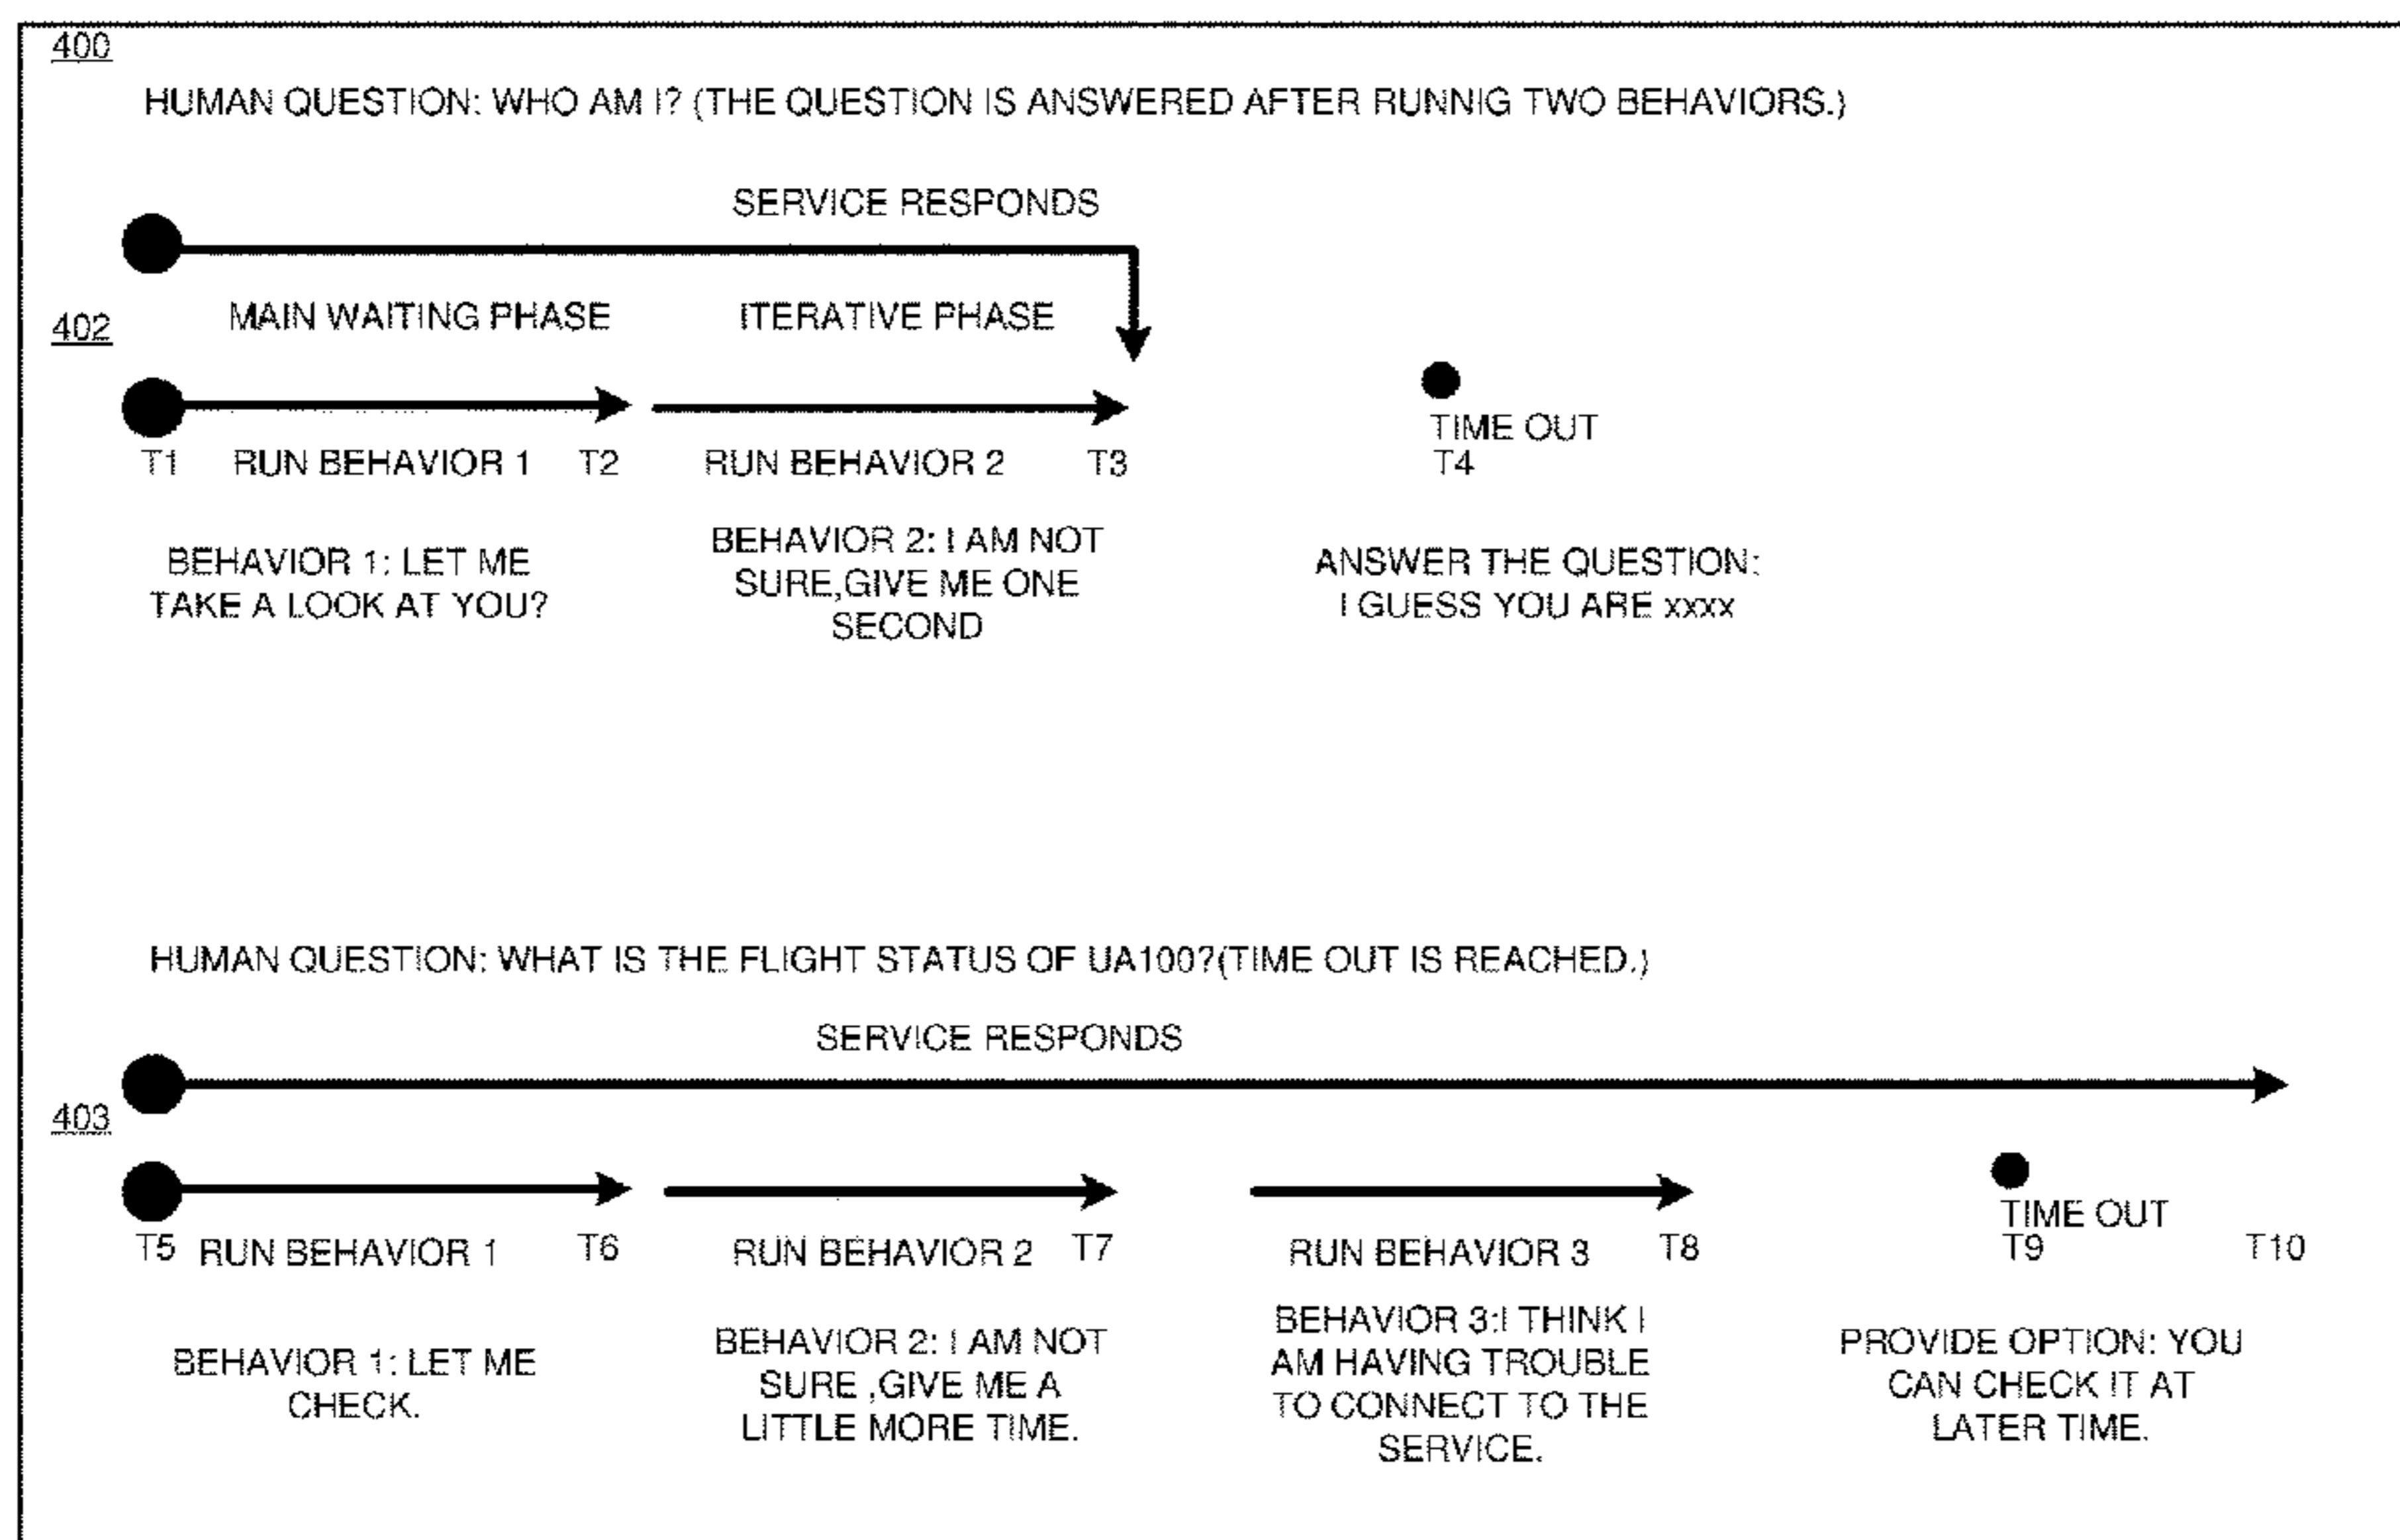 400
HUMAN QUESTION: WHO AM I? (THE QUESTION IS ANSWERED AFTER RUNNIG TWO BEHAVIORS.)
SERVICE RESPONDS
MAIN WAITING PHASE
ITERATIVE PHASE
402
TIME OUT
T1
RUN BEHAVIOR 1
T2
RUN BEHAVIOR 2
T3
T4
BEHAVIOR 1: LET ME
TAKE A LOOK AT YOU?
BEHAVIOR 2: I AM NOT
SURE,GIVE ME ONE
SECOND
ANSWER THE QUESTION:
I GUESS YOU ARE xxxx
HUMAN QUESTION: WHAT IS THE FLIGHT STATUS OF UA100?(TIME OUT IS REACHED.)
SERVICE RESPONDS
403
TIME OUT
T5
RUN BEHAVIOR 1
T6
RUN BEHAVIOR 2
T7
RUN BEHAVIOR 3
T8
T9
T10
BEHAVIOR 1: LET ME
CHECK.
BEHAVIOR 2: I AM NOT
SURE ,GIVE ME A
LITTLE MORE TIME.
BEHAVIOR 3:I THINK I
AM HAVING TROUBLE
TO CONNECT TO THE
SERVICE.
PROVIDE OPTION: YOU
CAN CHECK IT AT
LATER TIME.